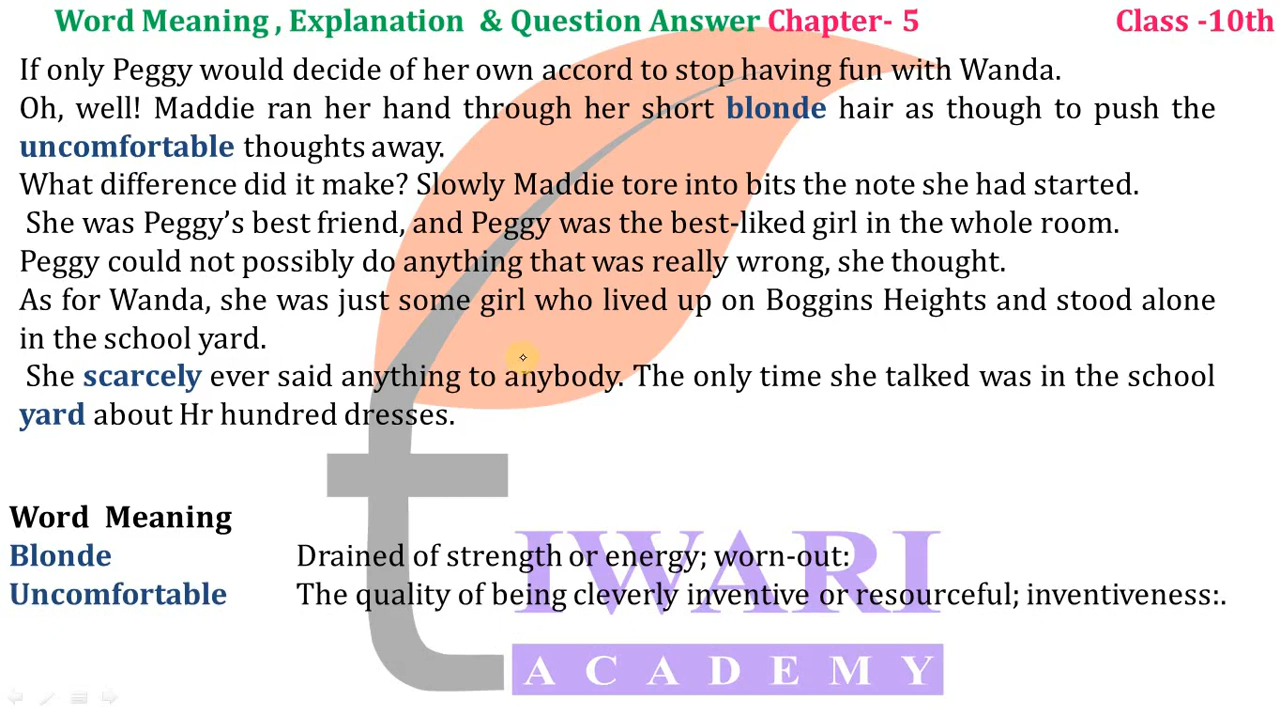 Word Meaning , Explanation & Question Answer Chapter- 5 Class -10th
If only Peggy would decide of her own accord to stop having fun with Wanda.
Oh, well! Maddie ran her hand through her short blonde hair as though to push the
uncomfortable thoughts away.
What difference did it make? Slowly Maddie tore into bits the note she had started.
She was Peggy’s best friend, and Peggy was the best-liked girl in the whole room.
Peggy could not possibly do anything that was really wrong, she thought.
As for Wanda, she was just some girl who lived up on Boggins Heights and stood alone
in the school yard.
She scarcely ever said anything to anybody. The only time she talked was in the school
yard about Hr hundred dresses.
Word Meaning
Blonde Drained of strength or energy; worn-out:
Uncomfortable The quality of being cleverly inventive or resourceful; inventiveness:.
tIWARI
ACADEMY